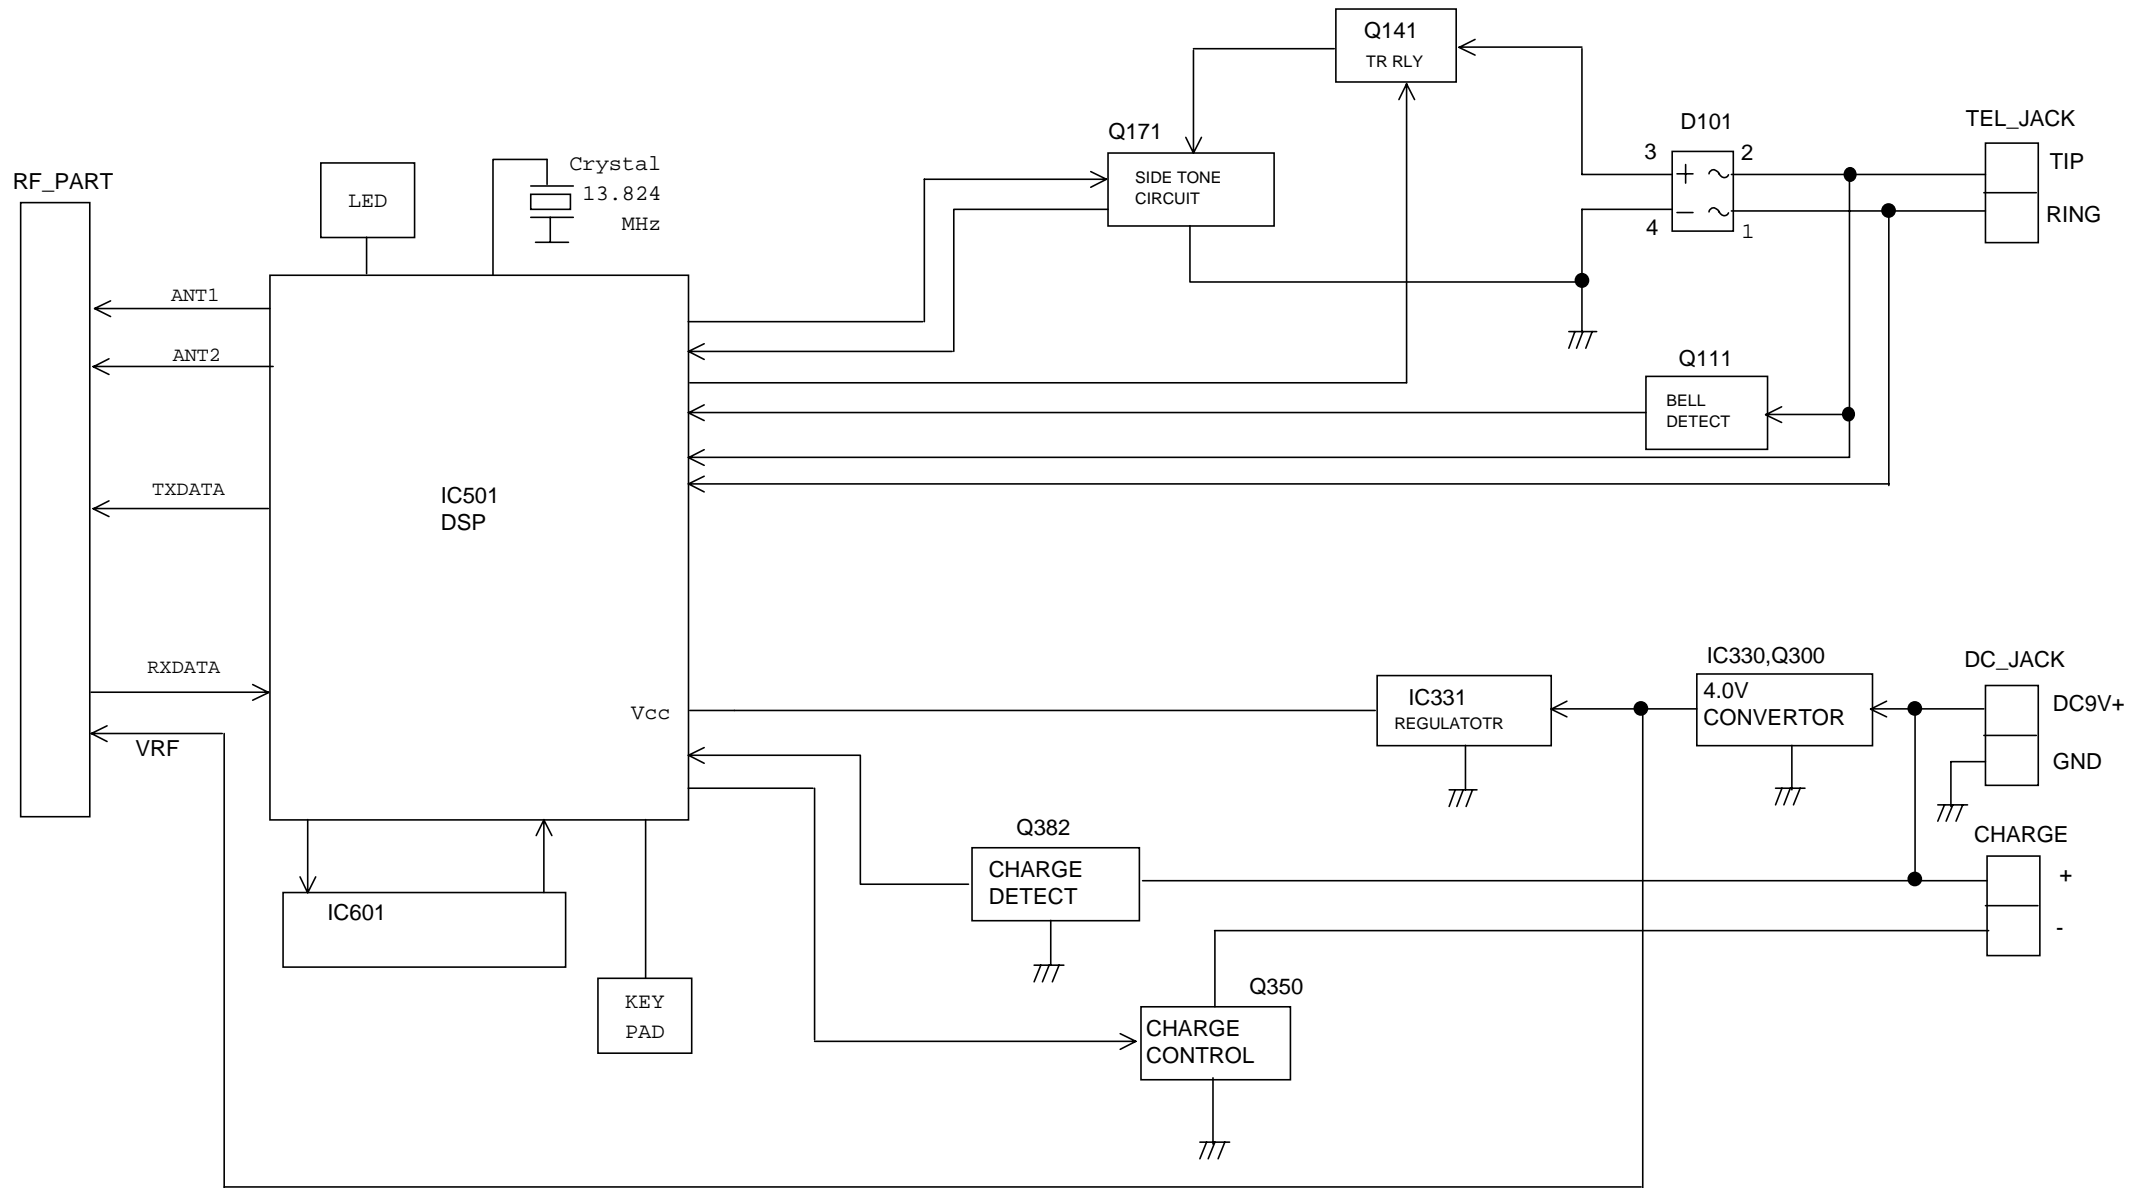 Q141
TR RLY
D101
TEL_JACK
Q171
3
2
TIP
Crystal
13.824
MHz
SIDE TONE
CIRCUIT
+ ~
RF_PART
LED
− ~
RING
4
1
ANT1
ANT2
Q111
BELL
DETECT
TXDATA
IC501
DSP
RXDATA
IC330,Q300
DC_JACK
4.0V
CONVERTOR
IC331
REGULATOTR
DC9V+
Vcc
VRF
GND
Q382
CHARGE
CHARGE
DETECT
+
IC601
-
Q350
KEY
PAD
CHARGE
CONTROL